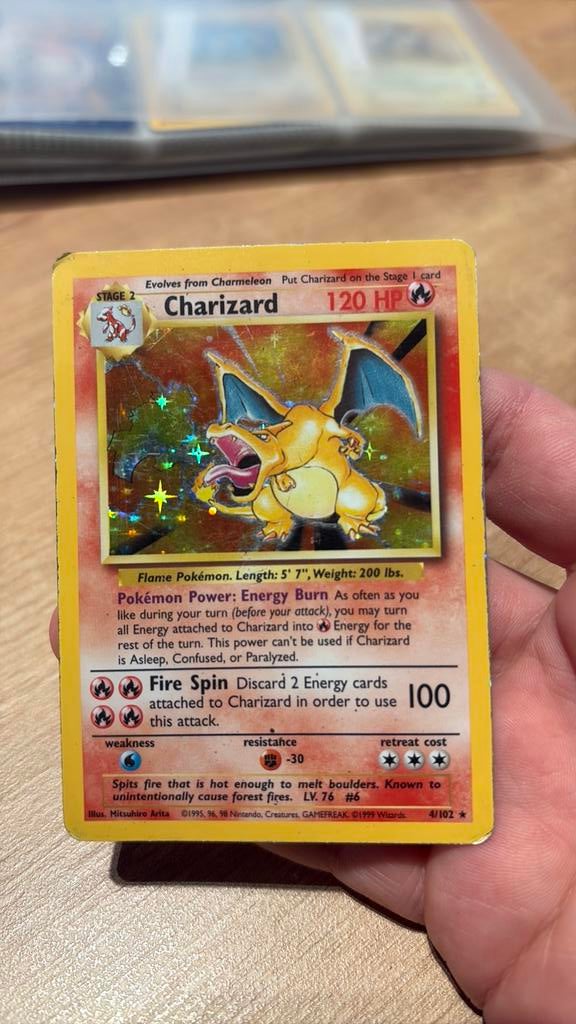 Evolves from Charmeleon Put Charizard on the Stage 1 card
STAGE 2
Charizard 120 HP
Flame Pokémon. Length: 5' 7", Weight: 200 lbs.
Pokémon Power: Energy Burn As often as you
like during your turn (before your attack), you may turn
all Energy attached to Charizard into Energy for the
rest of the turn. This power can't be used if Charizard
is Asleep, Confused, or Paralyzed.
Fire Spin Discard 2 Energy cards
attached to Charizard in order to use 100
this attack.
weakness resistance retreat cost
-30
Spits fire that is hot enough to melt boulders. Known to
unintentionally cause forest fires. LV. 76 #6
Illus. Mitsuhiro Arita ©1995, 96, 98 Nintendo, Creatures, GAMEFREAK. ©1999 Wizards. 4/102 ★